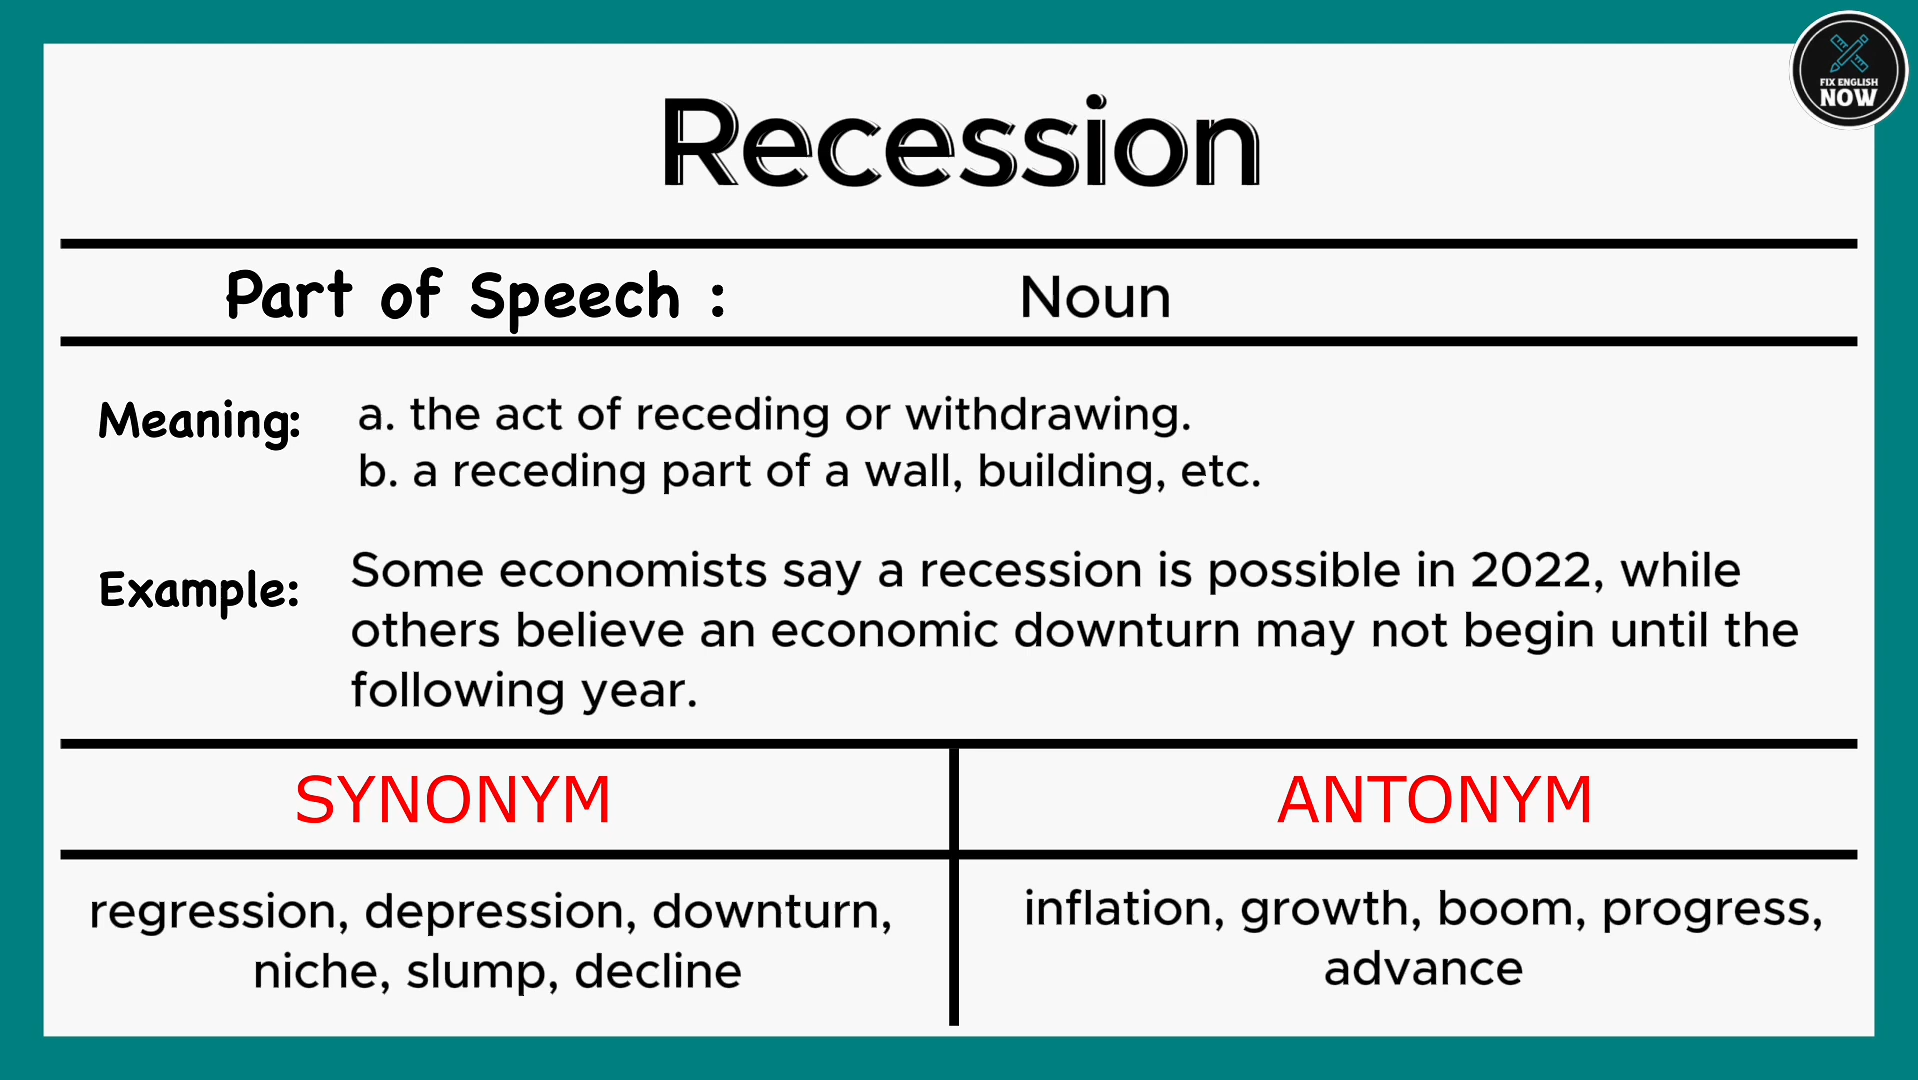 FIX ENGLISH
NOW
Recession
Part of Speech :
Noun
Meaning:
a. the act of receding or withdrawing.
b. a receding part of a wall, building, etc.
Example:
Some economists say a recession is possible in 2022, while
others believe an economic downturn may not begin until the
following year.
SYNONYM
ANTONYM
regression, depression, downturn,
niche, slump, decline
inflation, growth, boom, progress,
advance